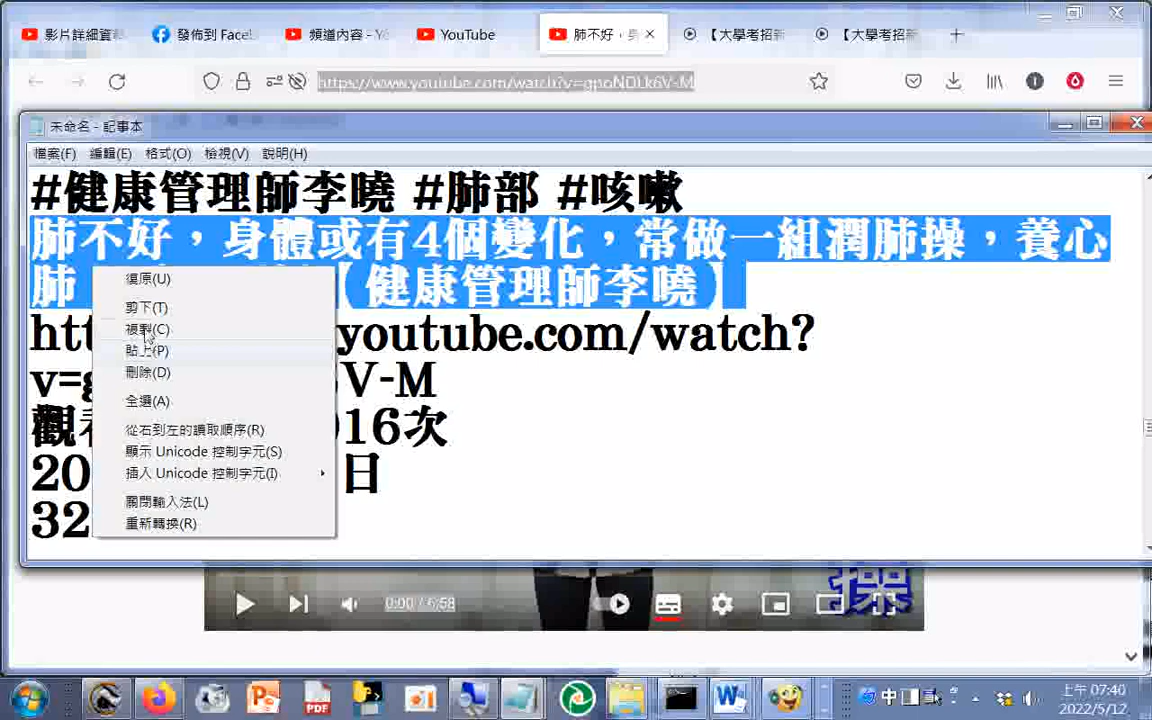 影片詳細資
發佈到 Facel
頻道內容 - Yo
YouTube
肺不好，身
【大學考招新
【大學考招新
https://www.youtube.com/watch?v=gpoNDLk6V-M
未命名 - 記事本
檔案(F) 編輯(E) 格式(O) 檢視(V) 說明(H)
#健康管理師李曉 #肺部 #咳嗽
肺不好，身體或有4個變化，常做一組潤肺操，養心
肺
【健康管理師李曉】
htt
youtube.com/watch?
v=g
V-M
觀
016次
20
日
32
復原(U)
剪下(T)
複製(C)
貼上(P)
刪除(D)
全選(A)
從右到左的讀取順序(R)
顯示 Unicode 控制字元(S)
插入 Unicode 控制字元(I)
關閉輸入法(L)
重新轉換(R)
操
0:00 / 6:58
中
上午 07:40
2022/5/12